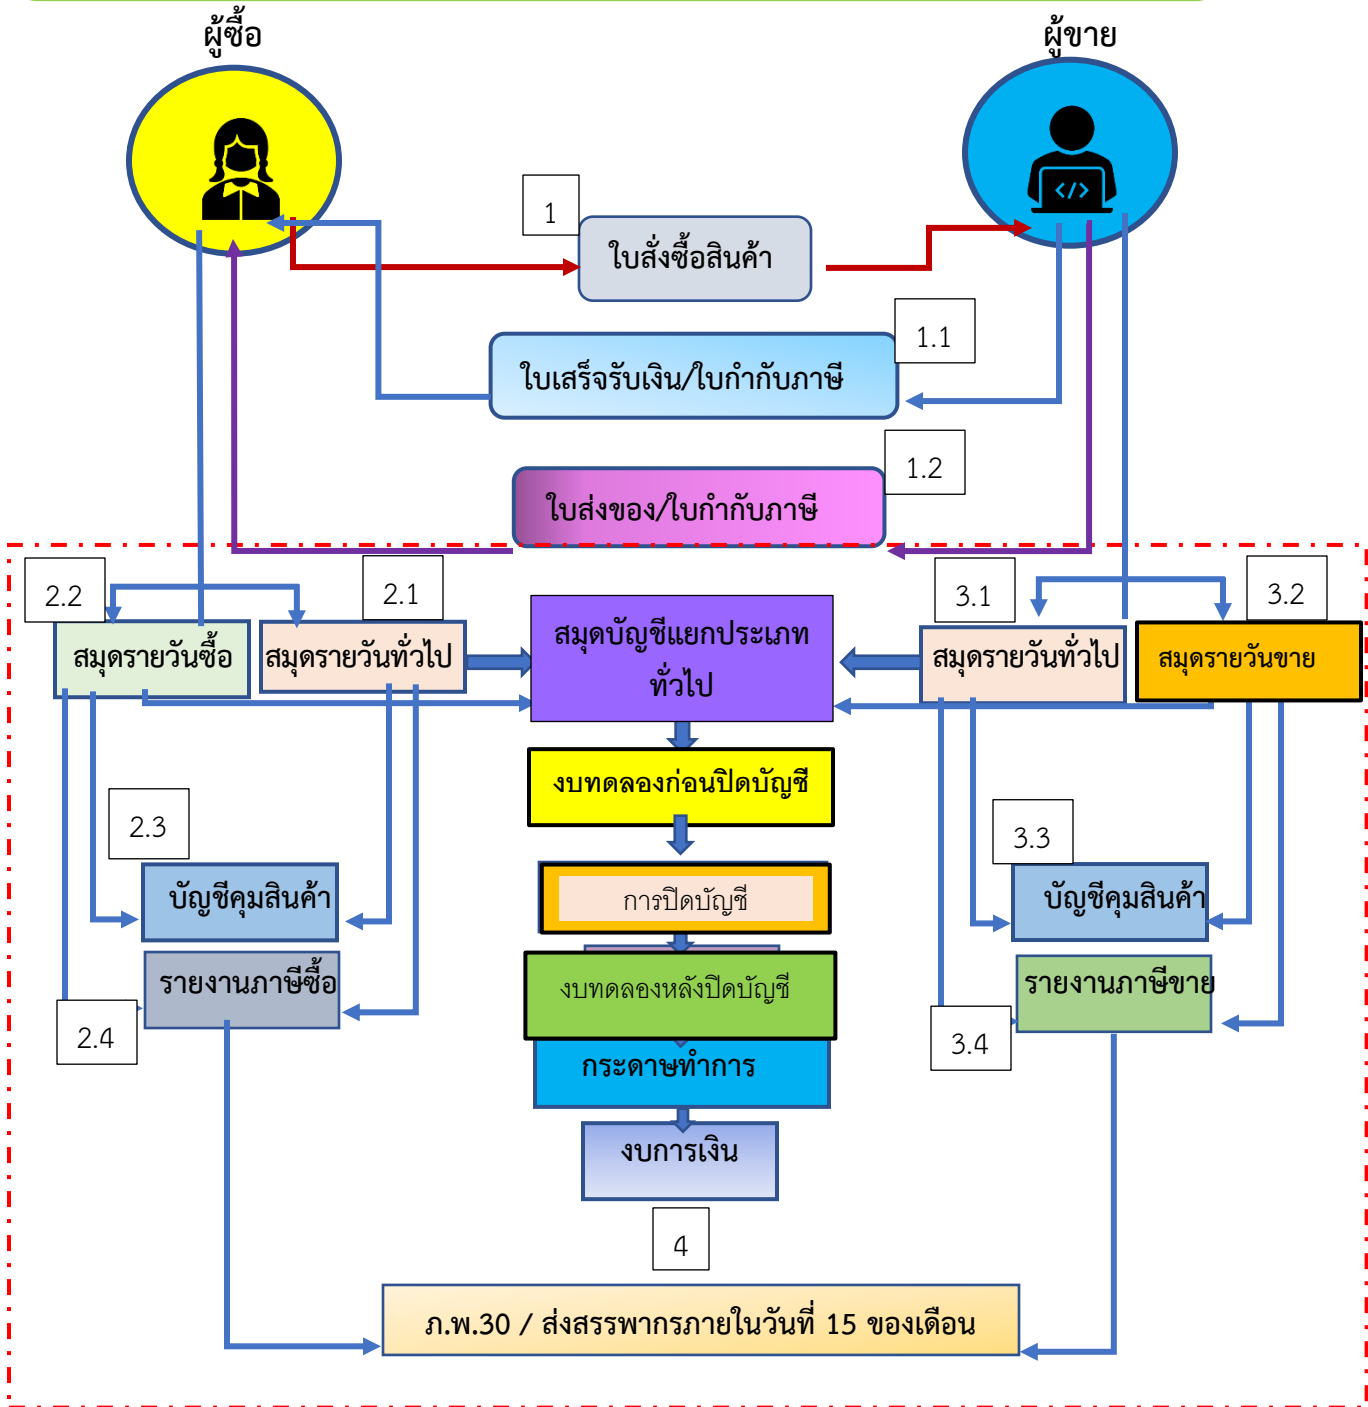 ผู้ซื้อ
ผู้ขาย
1
ใบสั่งซื้อสินค้า
1.1
ใบเสร็จรับเงิน/ใบกำกับภาษี
1.2
ใบส่งของ/ใบกำกับภาษี
2.2
2.1
3.1
3.2
สมุดรายวันซื้อ
สมุดรายวันทั่วไป
สมุดบัญชีแยกประเภท
ทั่วไป
สมุดรายวันทั่วไป
สมุดรายวันขาย
งบทดลองก่อนปิดบัญชี
2.3
3.3
บัญชีคุมสินค้า
การปิดบัญชี
บัญชีคุมสินค้า
รายงานภาษีซื้อ
งบทดลองหลังปิดบัญชี
รายงานภาษีขาย
2.4
3.4
กระดาษทำการ
งบการเงิน
4
ภ.พ.30 / ส่งสรรพากรภายในวันที่ 15 ของเดือน